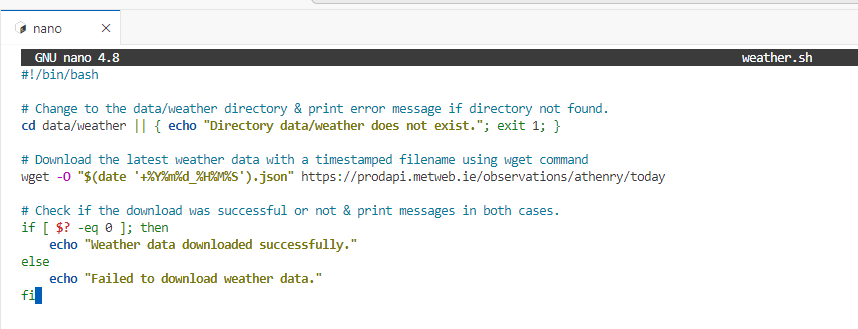 nano
GNU nano 4.8 weather.sh
#!/bin/bash
# Change to the data/weather directory & print error message if directory not found.
cd data/weather || { echo "Directory data/weather does not exist."; exit 1; }
# Download the latest weather data with a timestamped filename using wget command
wget -O "$(date '+%Y%m%d_%H%M%S').json" https://prodapi.metweb.ie/observations/athenry/today
# Check if the download was successful or not & print messages in both cases.
if [ $? -eq 0 ]; then
    echo "Weather data downloaded successfully."
else
    echo "Failed to download weather data."
fi